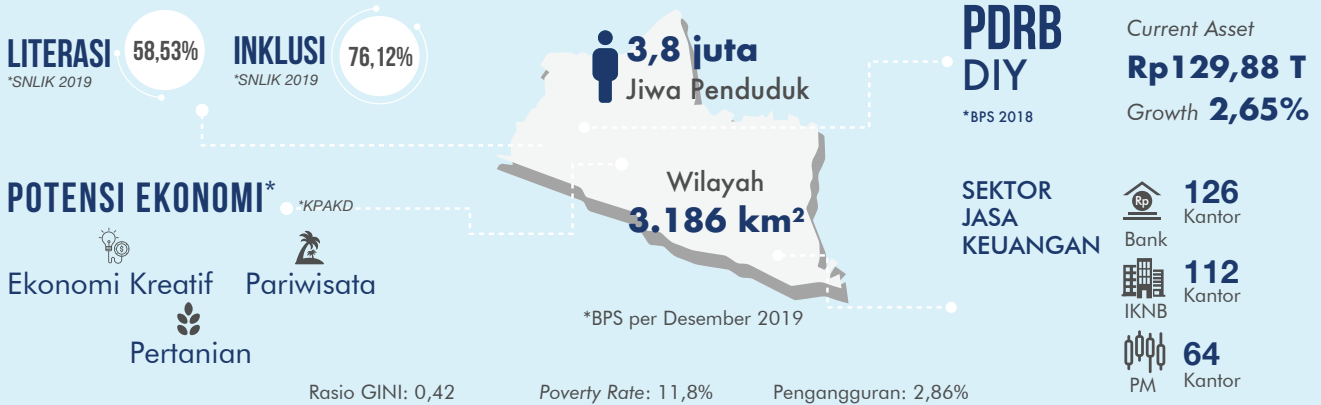 LITERASI
*SNLIK 2019
58,53%
INKLUSI
*SNLIK 2019
76,12%
3,8 juta
Jiwa Penduduk
PDRB
DIY
*BPS 2018
Current Asset
Rp129,88 T
Growth 2,65%
POTENSI EKONOMI*
*KPAKD
Ekonomi Kreatif
Pariwisata
Pertanian
Wilayah
3.186 km²
*BPS per Desember 2019
SEKTOR
JASA
KEUANGAN
Rp
Bank
126
Kantor
IKNB
112
Kantor
PM
64
Kantor
Rasio GINI: 0,42
Poverty Rate: 11,8%
Pengangguran: 2,86%